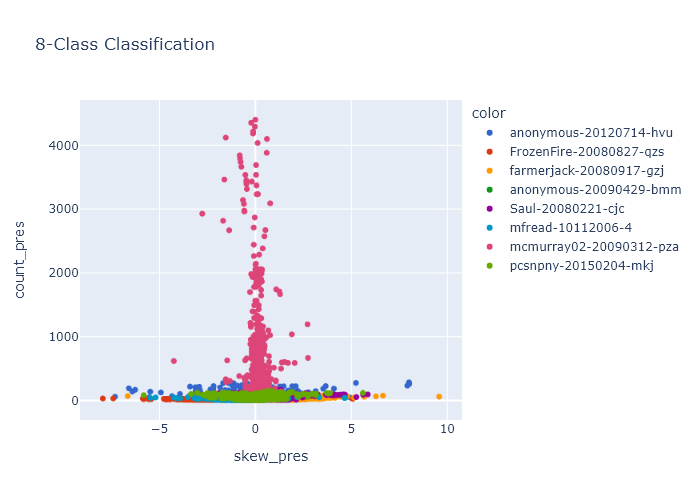 8-Class Classification
color
anonymous-20120714-hvu
FrozenFire-20080827-qzs
farmerjack-20080917-gzj
anonymous-20090429-bmm
Saul-20080221-cjc
mfread-10112006-4
mcmurray02-20090312-pza
pcsnpny-20150204-mkj
count_pres
4000
3000
2000
1000
0
−5
0
5
10
skew_pres